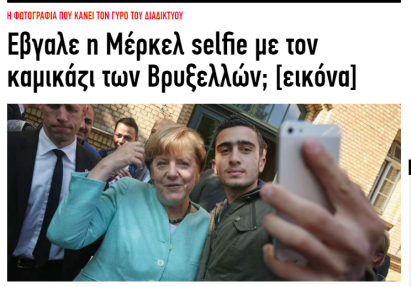 Η ΦΩΤΟΓΡΑΦΙΑ ΠΟΥ ΚΑΝΕΙ ΤΟΝ ΓΥΡΟ ΤΟΥ ΔΙΑΔΙΚΤΥΟΥ
Εβγαλε η Μέρκελ selfie με τον
καμικάζι των Βρυξελλών; [εικόνα]